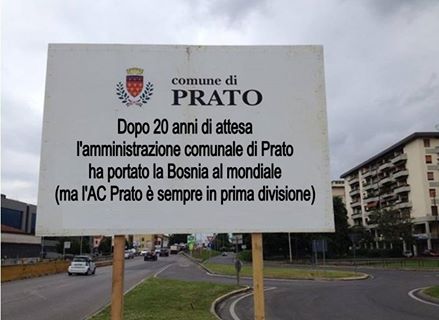 comune di
PRATO
Dopo 20 anni di attesa
l'amministrazione comunale di Prato
ha portato la Bosnia al mondiale
(ma l'AC Prato è sempre in prima divisione)